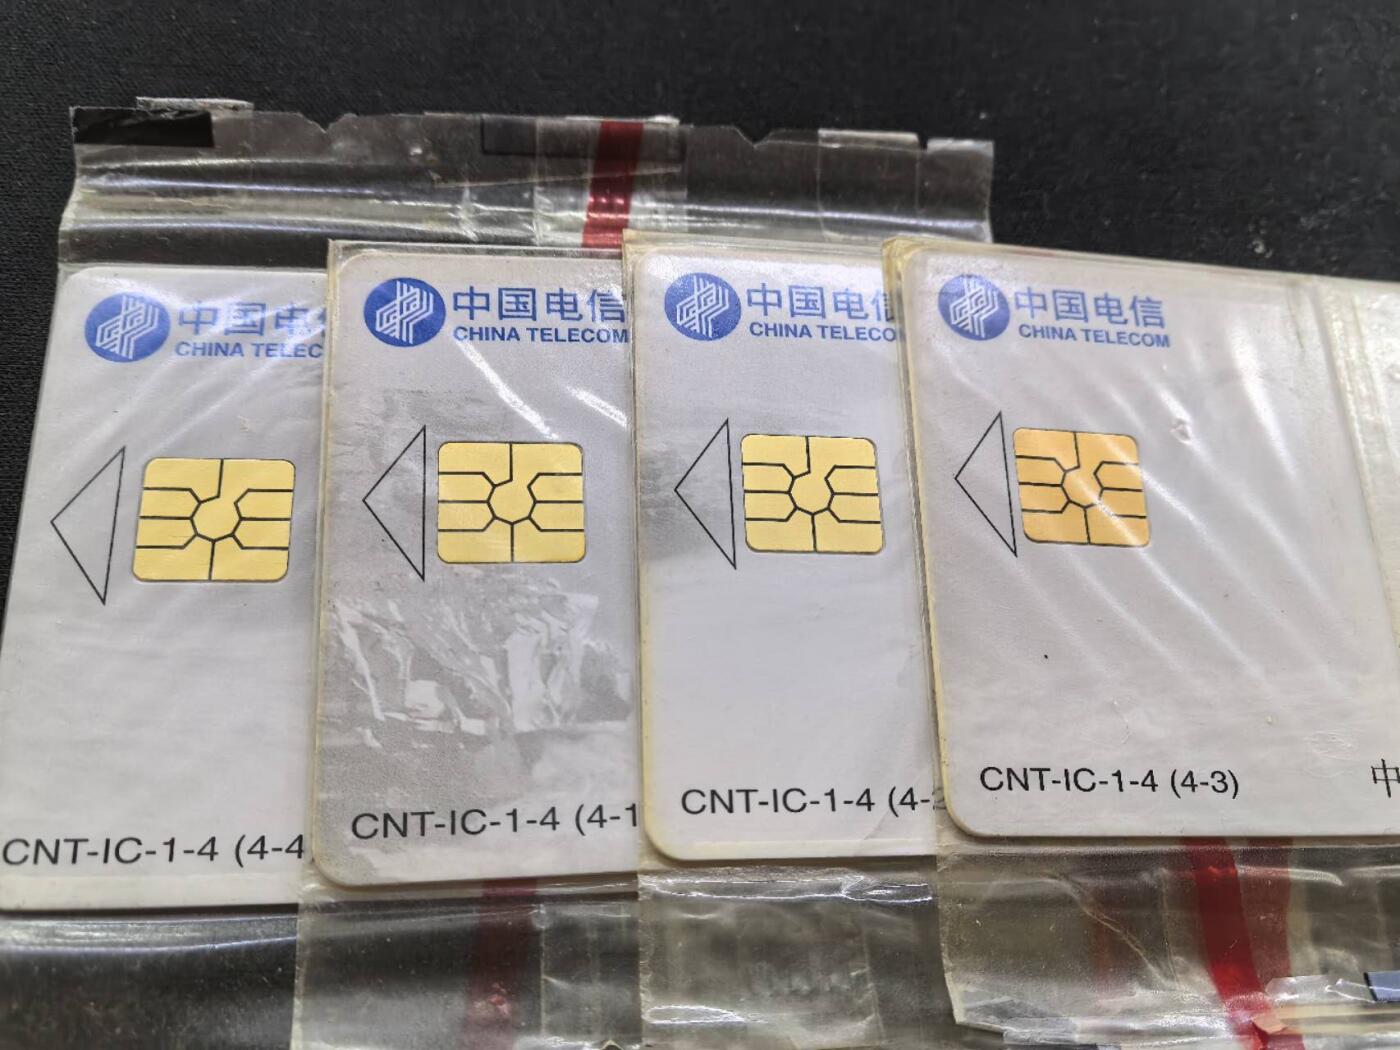 中国电
CHINA TELEC
CNT-IC-1-4 (4-4
中国电信
CHINA TELECOM
CNT-IC-1-4 (4-1
中国电信
CHINA TELECO
CNT-IC-1-4 (4-2
中国电信
CHINA TELECOM
CNT-IC-1-4 (4-3)
中